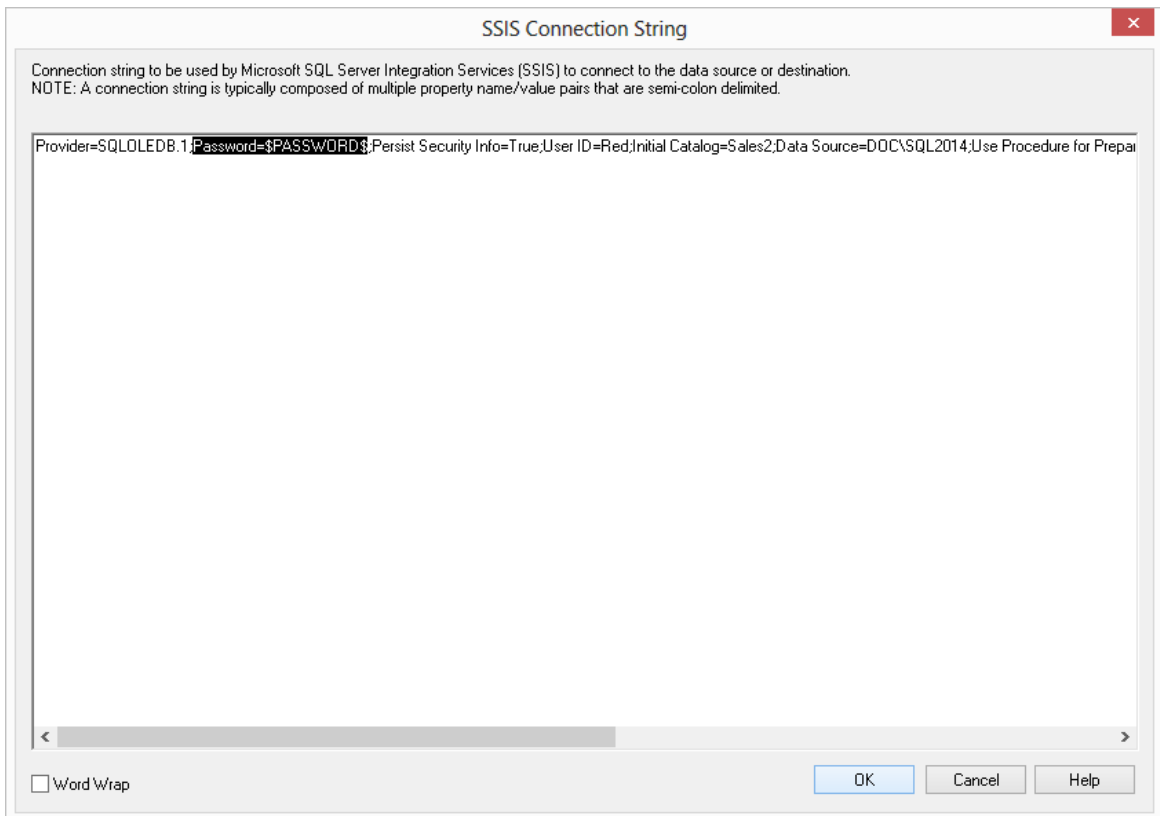 SSIS Connection String
Connection string to be used by Microsoft SQL Server Integration Services (SSIS) to connect to the data source or destination.
NOTE: A connection string is typically composed of multiple property name/value pairs that are semi-colon delimited.
Provider=SQLOLEDB.1;Password=$PASSWORD$;Persist Security Info=True;User ID=Red;Initial Catalog=Sales2;Data Source=DOC\SQL2014;Use Procedure for Prepar
Word Wrap
OK Cancel Help